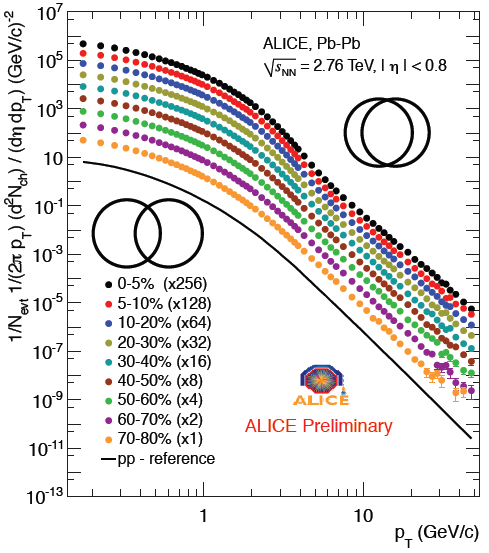 10^7
10^5
10^3
10
10^-1
10^-3
10^-5
10^-7
10^-9
10^-11
10^-13
1/N_evt 1/(2π p_T) (d²N_ch) / (dη dp_T) (GeV/c)^-2
ALICE, Pb-Pb
√s_NN = 2.76 TeV, | η | < 0.8
0-5% (x256)
5-10% (x128)
10-20% (x64)
20-30% (x32)
30-40% (x16)
40-50% (x8)
50-60% (x4)
60-70% (x2)
70-80% (x1)
pp - reference
ALICE
ALICE Preliminary
1
10
p_T (GeV/c)